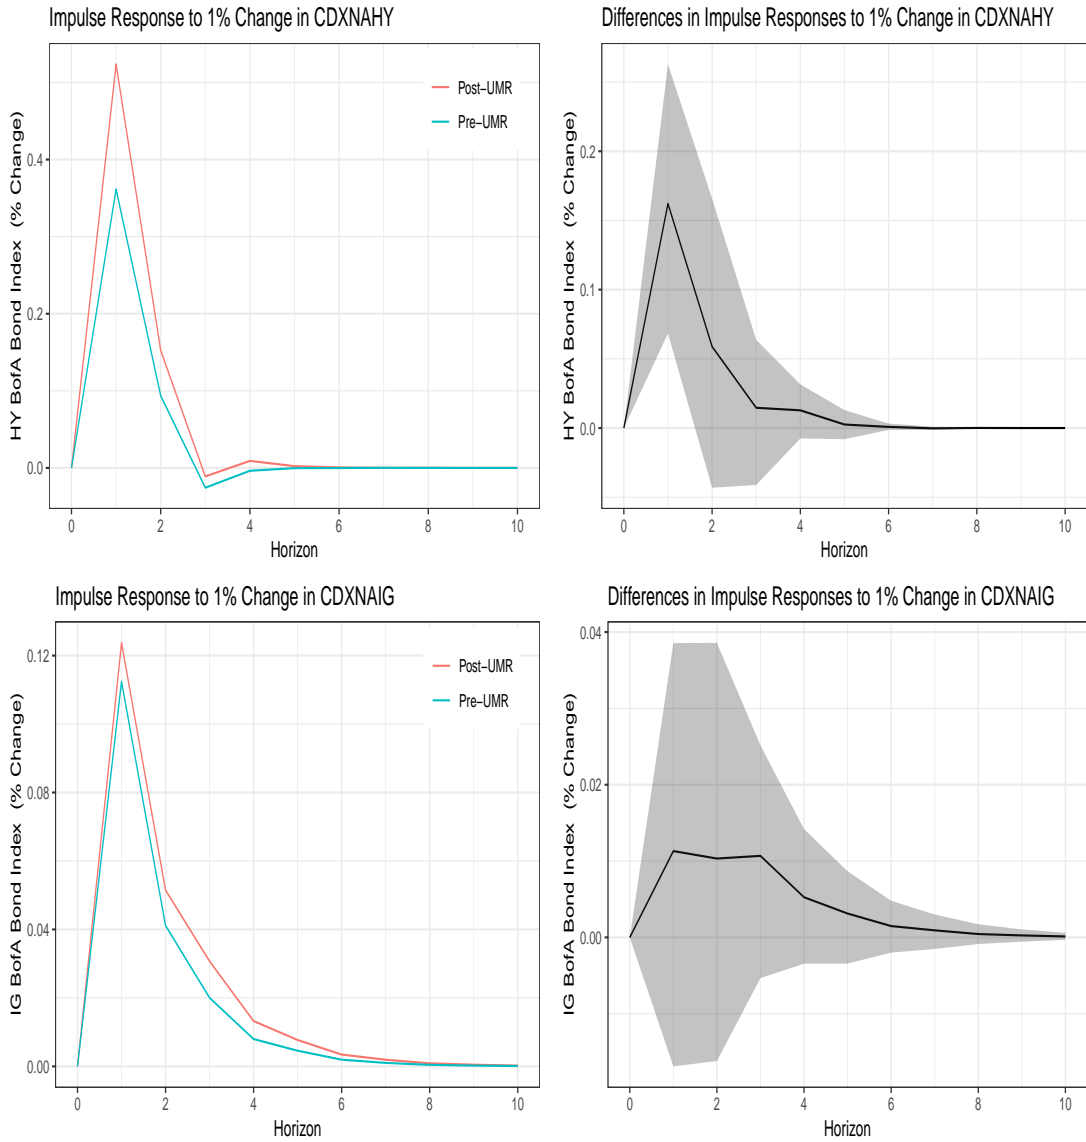 Impulse Response to 1% Change in CDXNAHY
HY BofA Bond Index (% Change)
0.4
0.2
0.0
Post−UMR
Pre−UMR
0 2 4 6 8 10
Horizon
Differences in Impulse Responses to 1% Change in CDXNAHY
HY BofA Bond Index (% Change)
0.2
0.1
0.0
0 2 4 6 8 10
Horizon
Impulse Response to 1% Change in CDXNAIG
IG BofA Bond Index (% Change)
0.12
0.08
0.04
0.00
Post−UMR
Pre−UMR
0 2 4 6 8 10
Horizon
Differences in Impulse Responses to 1% Change in CDXNAIG
IG BofA Bond Index (% Change)
0.04
0.02
0.00
0 2 4 6 8 10
Horizon